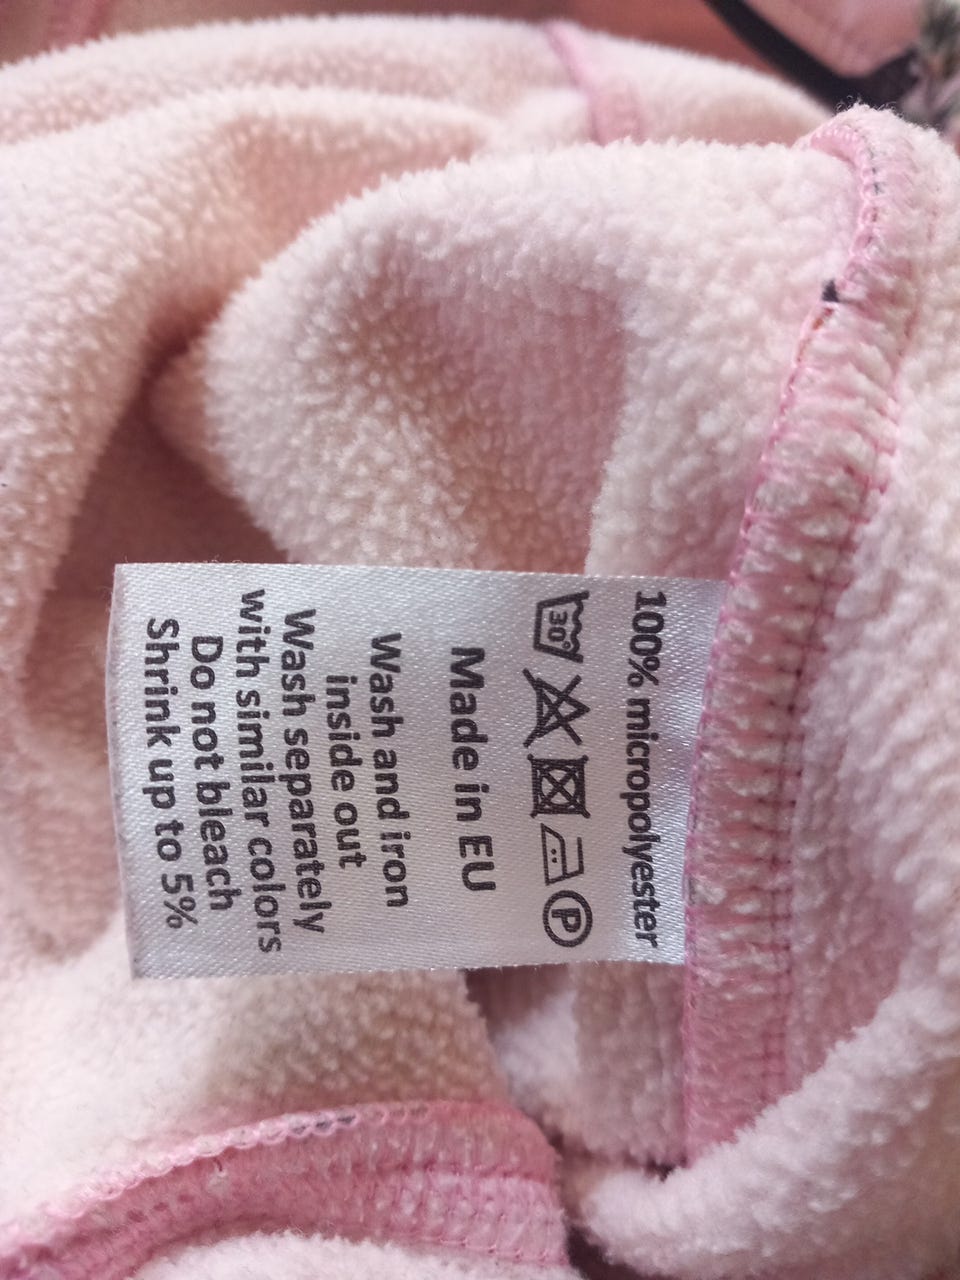 100% micropolyester
30° P
Made in EU
Wash and iron
inside out
Wash separately
with similar colors
Do not bleach
Shrink up to 5%